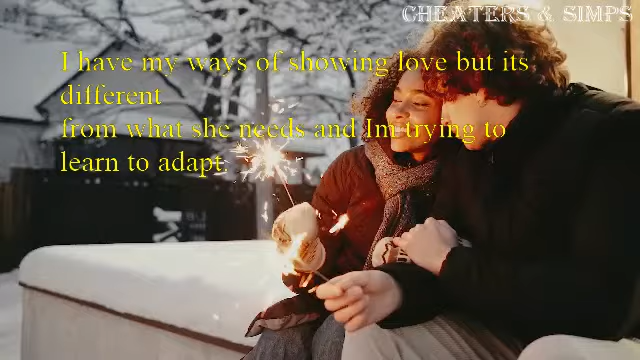 CHEATERS & SIMPS
I have my ways of showing love but its
different
from what she needs and Im trying to
learn to adapt.